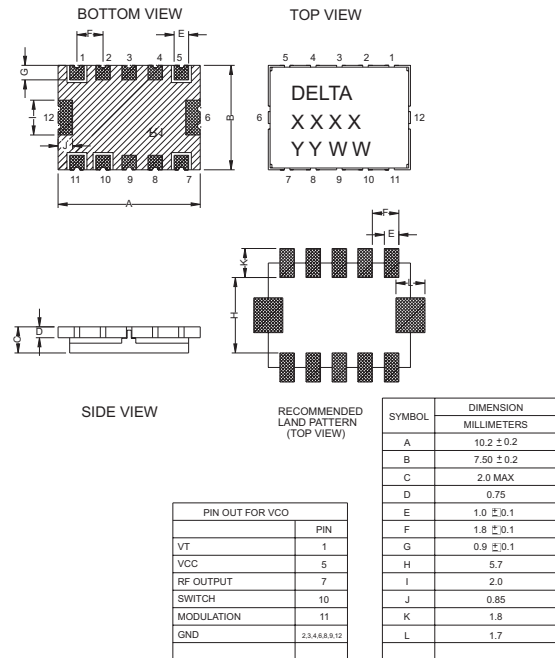 BOTTOM VIEW
TOP VIEW
F
E
1 2 3 4 5
G
12
I
J
6
B
11 10 9 8 7
A
5 4 3 2 1
DELTA
X X X X
Y Y W W
6
12
7 8 9 10 11
F
E
K
L
H
C
D
SIDE VIEW
RECOMMENDED
LAND PATTERN
(TOP VIEW)
PIN OUT FOR VCO
PIN
VT 1
VCC 5
RF OUTPUT 7
SWITCH 10
MODULATION 11
GND 2,3,4,6,8,9,12
SYMBOL DIMENSION
MILLIMETERS
A 10.2 ± 0.2
B 7.50 ± 0.2
C 2.0 MAX
D 0.75
E 1.0 ±0.1
F 1.8 ±0.1
G 0.9 ±0.1
H 5.7
I 2.0
J 0.85
K 1.8
L 1.7